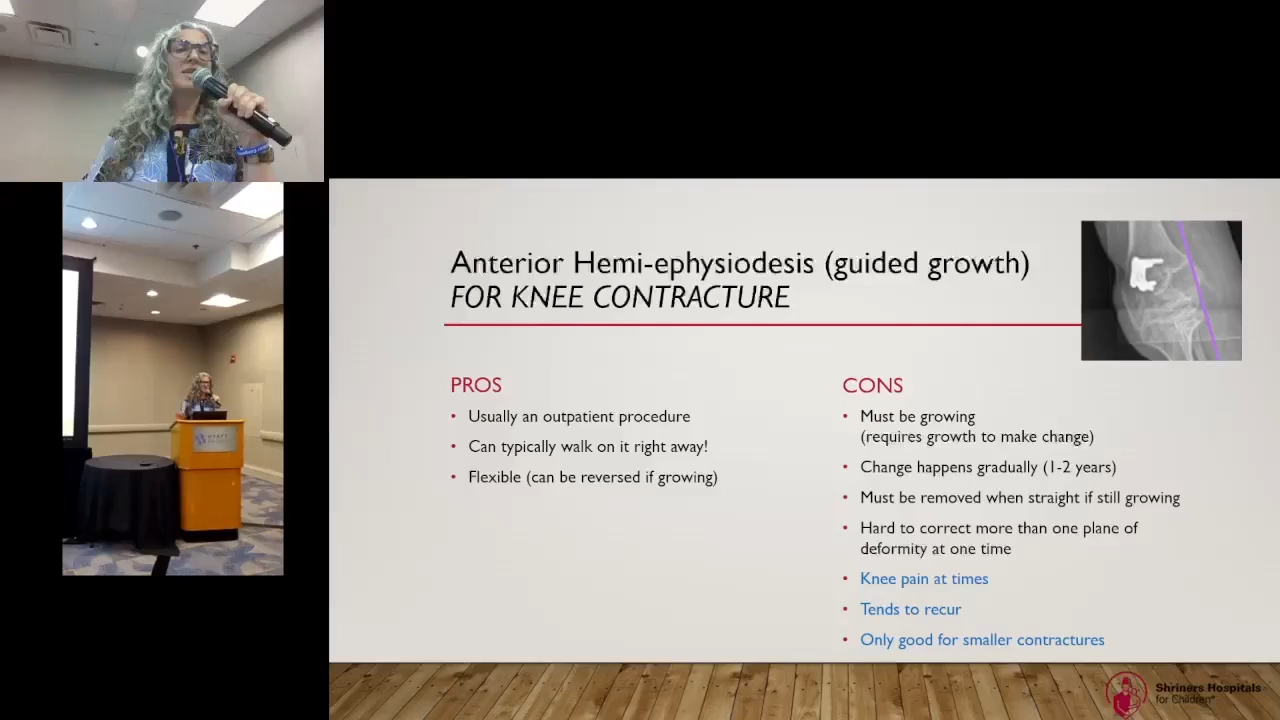 Anterior Hemi-ephysiodesis (guided growth)
FOR KNEE CONTRACTURE
PROS
• Usually an outpatient procedure
• Can typically walk on it right away!
• Flexible (can be reversed if growing)
CONS
• Must be growing
(requires growth to make change)
• Change happens gradually (1-2 years)
• Must be removed when straight if still growing
• Hard to correct more than one plane of
deformity at one time
• Knee pain at times
• Tends to recur
• Only good for smaller contractures
Shriners Hospitals
for Children®
HYATT